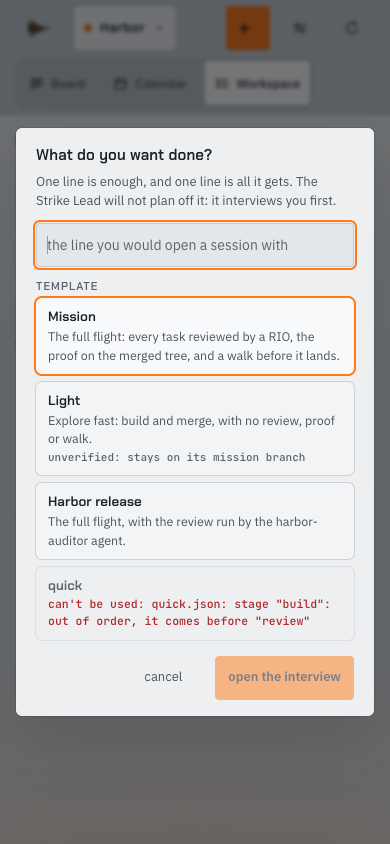 Harbor
+
Board
Calendar
Workspace
What do you want done?
One line is enough, and one line is all it gets. The
Strike Lead will not plan off it: it interviews you first.
the line you would open a session with
TEMPLATE
Mission
The full flight: every task reviewed by a RIO, the
proof on the merged tree, and a walk before it lands.
Light
Explore fast: build and merge, with no review, proof
or walk.
unverified: stays on its mission branch
Harbor release
The full flight, with the review run by the harbor-
auditor agent.
quick
can't be used: quick.json: stage "build":
out of order, it comes before "review"
cancel
open the interview